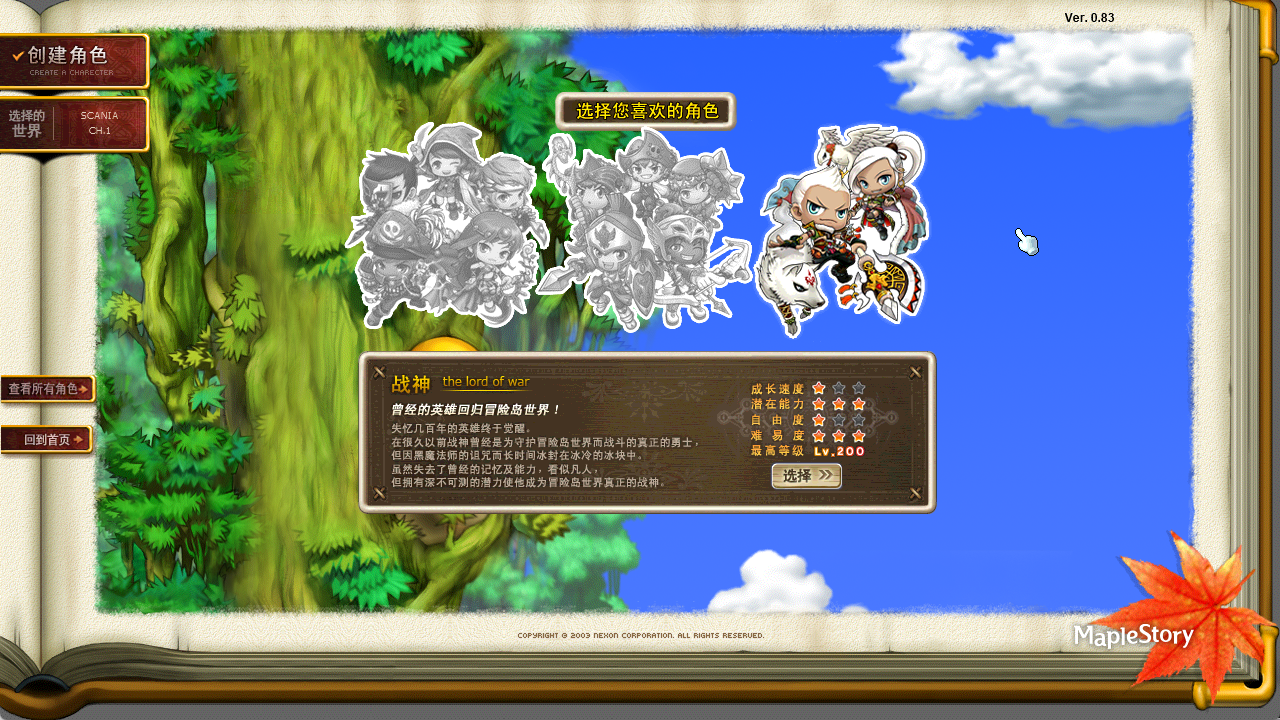 Ver. 0.83
创建角色
CREATE A CHARECTER
选择的
世界
SCANIA
CH.1
选择您喜欢的角色
查看所有角色
回到首页
战神 the lord of war
曾经的英雄回归冒险岛世界！
失忆几百年的英雄终于觉醒。
在很久以前战神曾经是为守护冒险岛世界而战斗的真正的勇士，
但因黑魔法师的诅咒而长时间冰封在冰冷的冰块中。
虽然失去了曾经的记忆及能力，看似凡人，
但拥有深不可测的潜力使他成为冒险岛世界真正的战神。
成长速度
潜在能力
自由度
难易度
最高等级 Lv.200
选择
COPYRIGHT @ 2003 NEXON CORPORATION. ALL RIGHTS RESERVED.
MapleStory